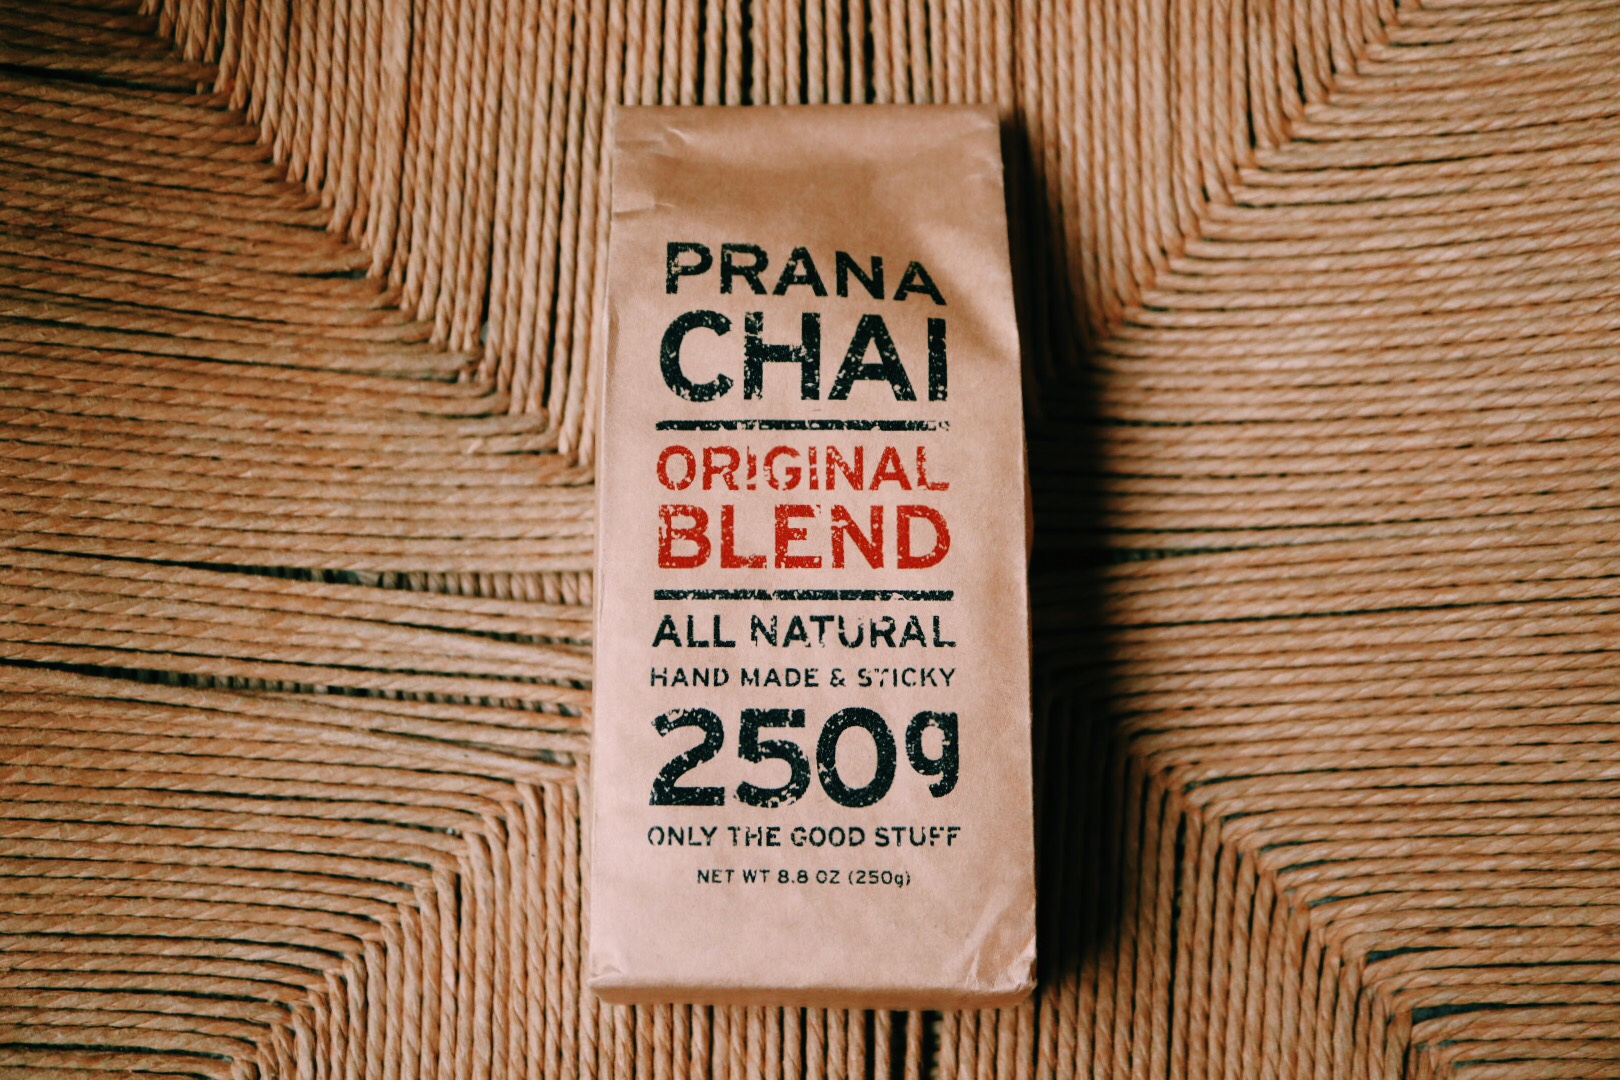 PRANA
CHAI
ORIGINAL
BLEND
ALL NATURAL
HAND MADE & STICKY
250g
ONLY THE GOOD STUFF
NET WT 8.8 OZ (250g)